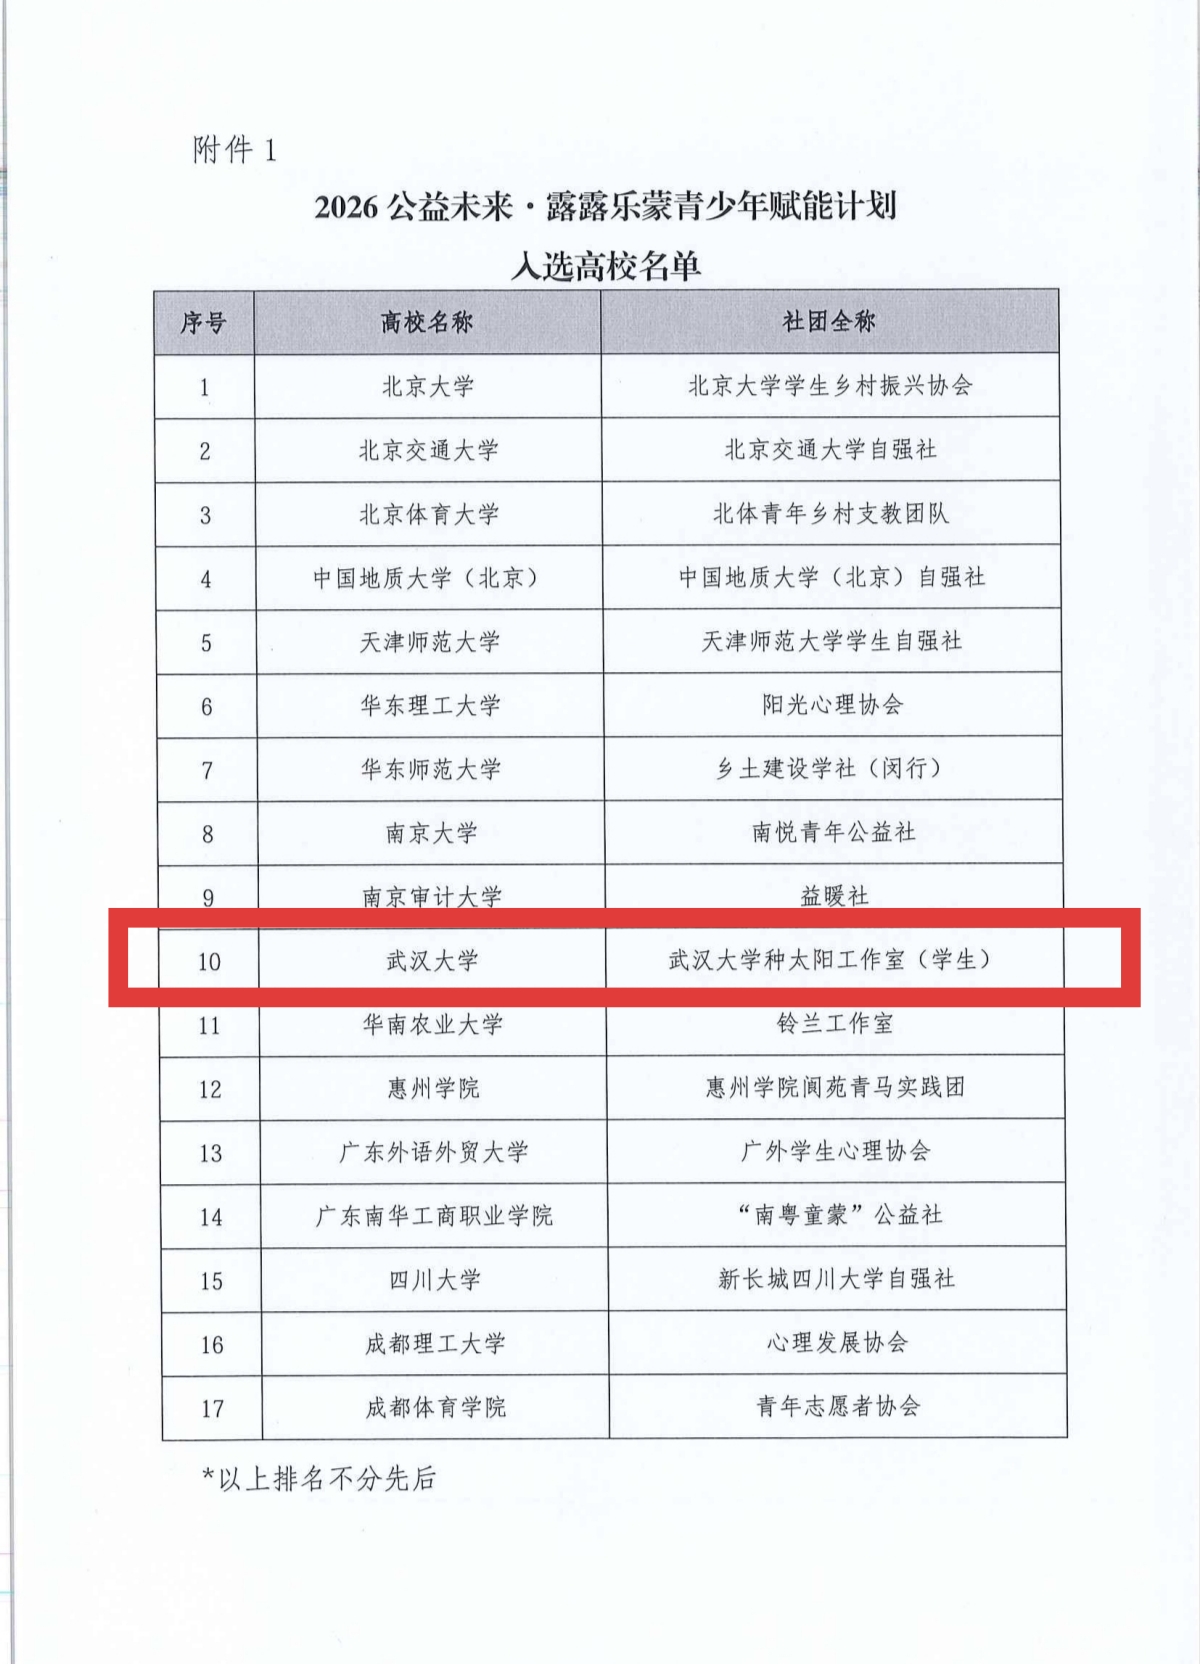 附件 1
2026 公益未来·露露乐蒙青少年赋能计划
入选高校名单
序号 高校名称 社团全称
1 北京大学 北京大学学生乡村振兴协会
2 北京交通大学 北京交通大学自强社
3 北京体育大学 北体青年乡村支教团队
4 中国地质大学（北京） 中国地质大学（北京）自强社
5 天津师范大学 天津师范大学学生自强社
6 华东理工大学 阳光心理协会
7 华东师范大学 乡土建设学社（闵行）
8 南京大学 南悦青年公益社
9 南京审计大学 益暖社
10 武汉大学 武汉大学种太阳工作室（学生）
11 华南农业大学 铃兰工作室
12 惠州学院 惠州学院阆苑青马实践团
13 广东外语外贸大学 广外学生心理协会
14 广东南华工商职业学院 “南粤童蒙”公益社
15 四川大学 新长城四川大学自强社
16 成都理工大学 心理发展协会
17 成都体育学院 青年志愿者协会
*以上排名不分先后